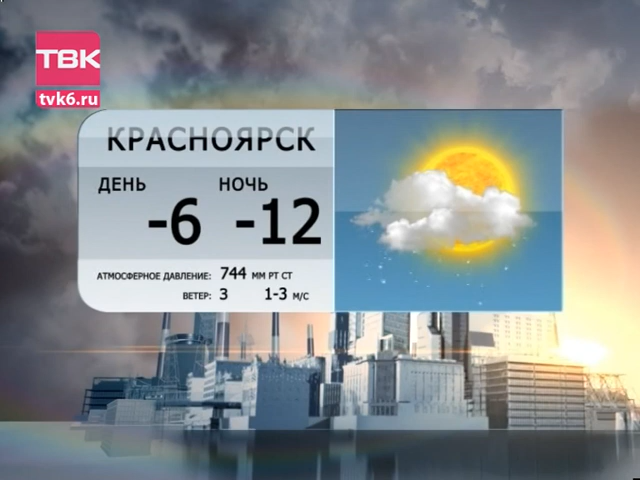 ТВК
tvk6.ru
КРАСНОЯРСК
ДЕНЬ НОЧЬ
-6 -12
АТМОСФЕРНОЕ ДАВЛЕНИЕ: 744 ММ РТ СТ
ВЕТЕР: 3 1-3 М/С